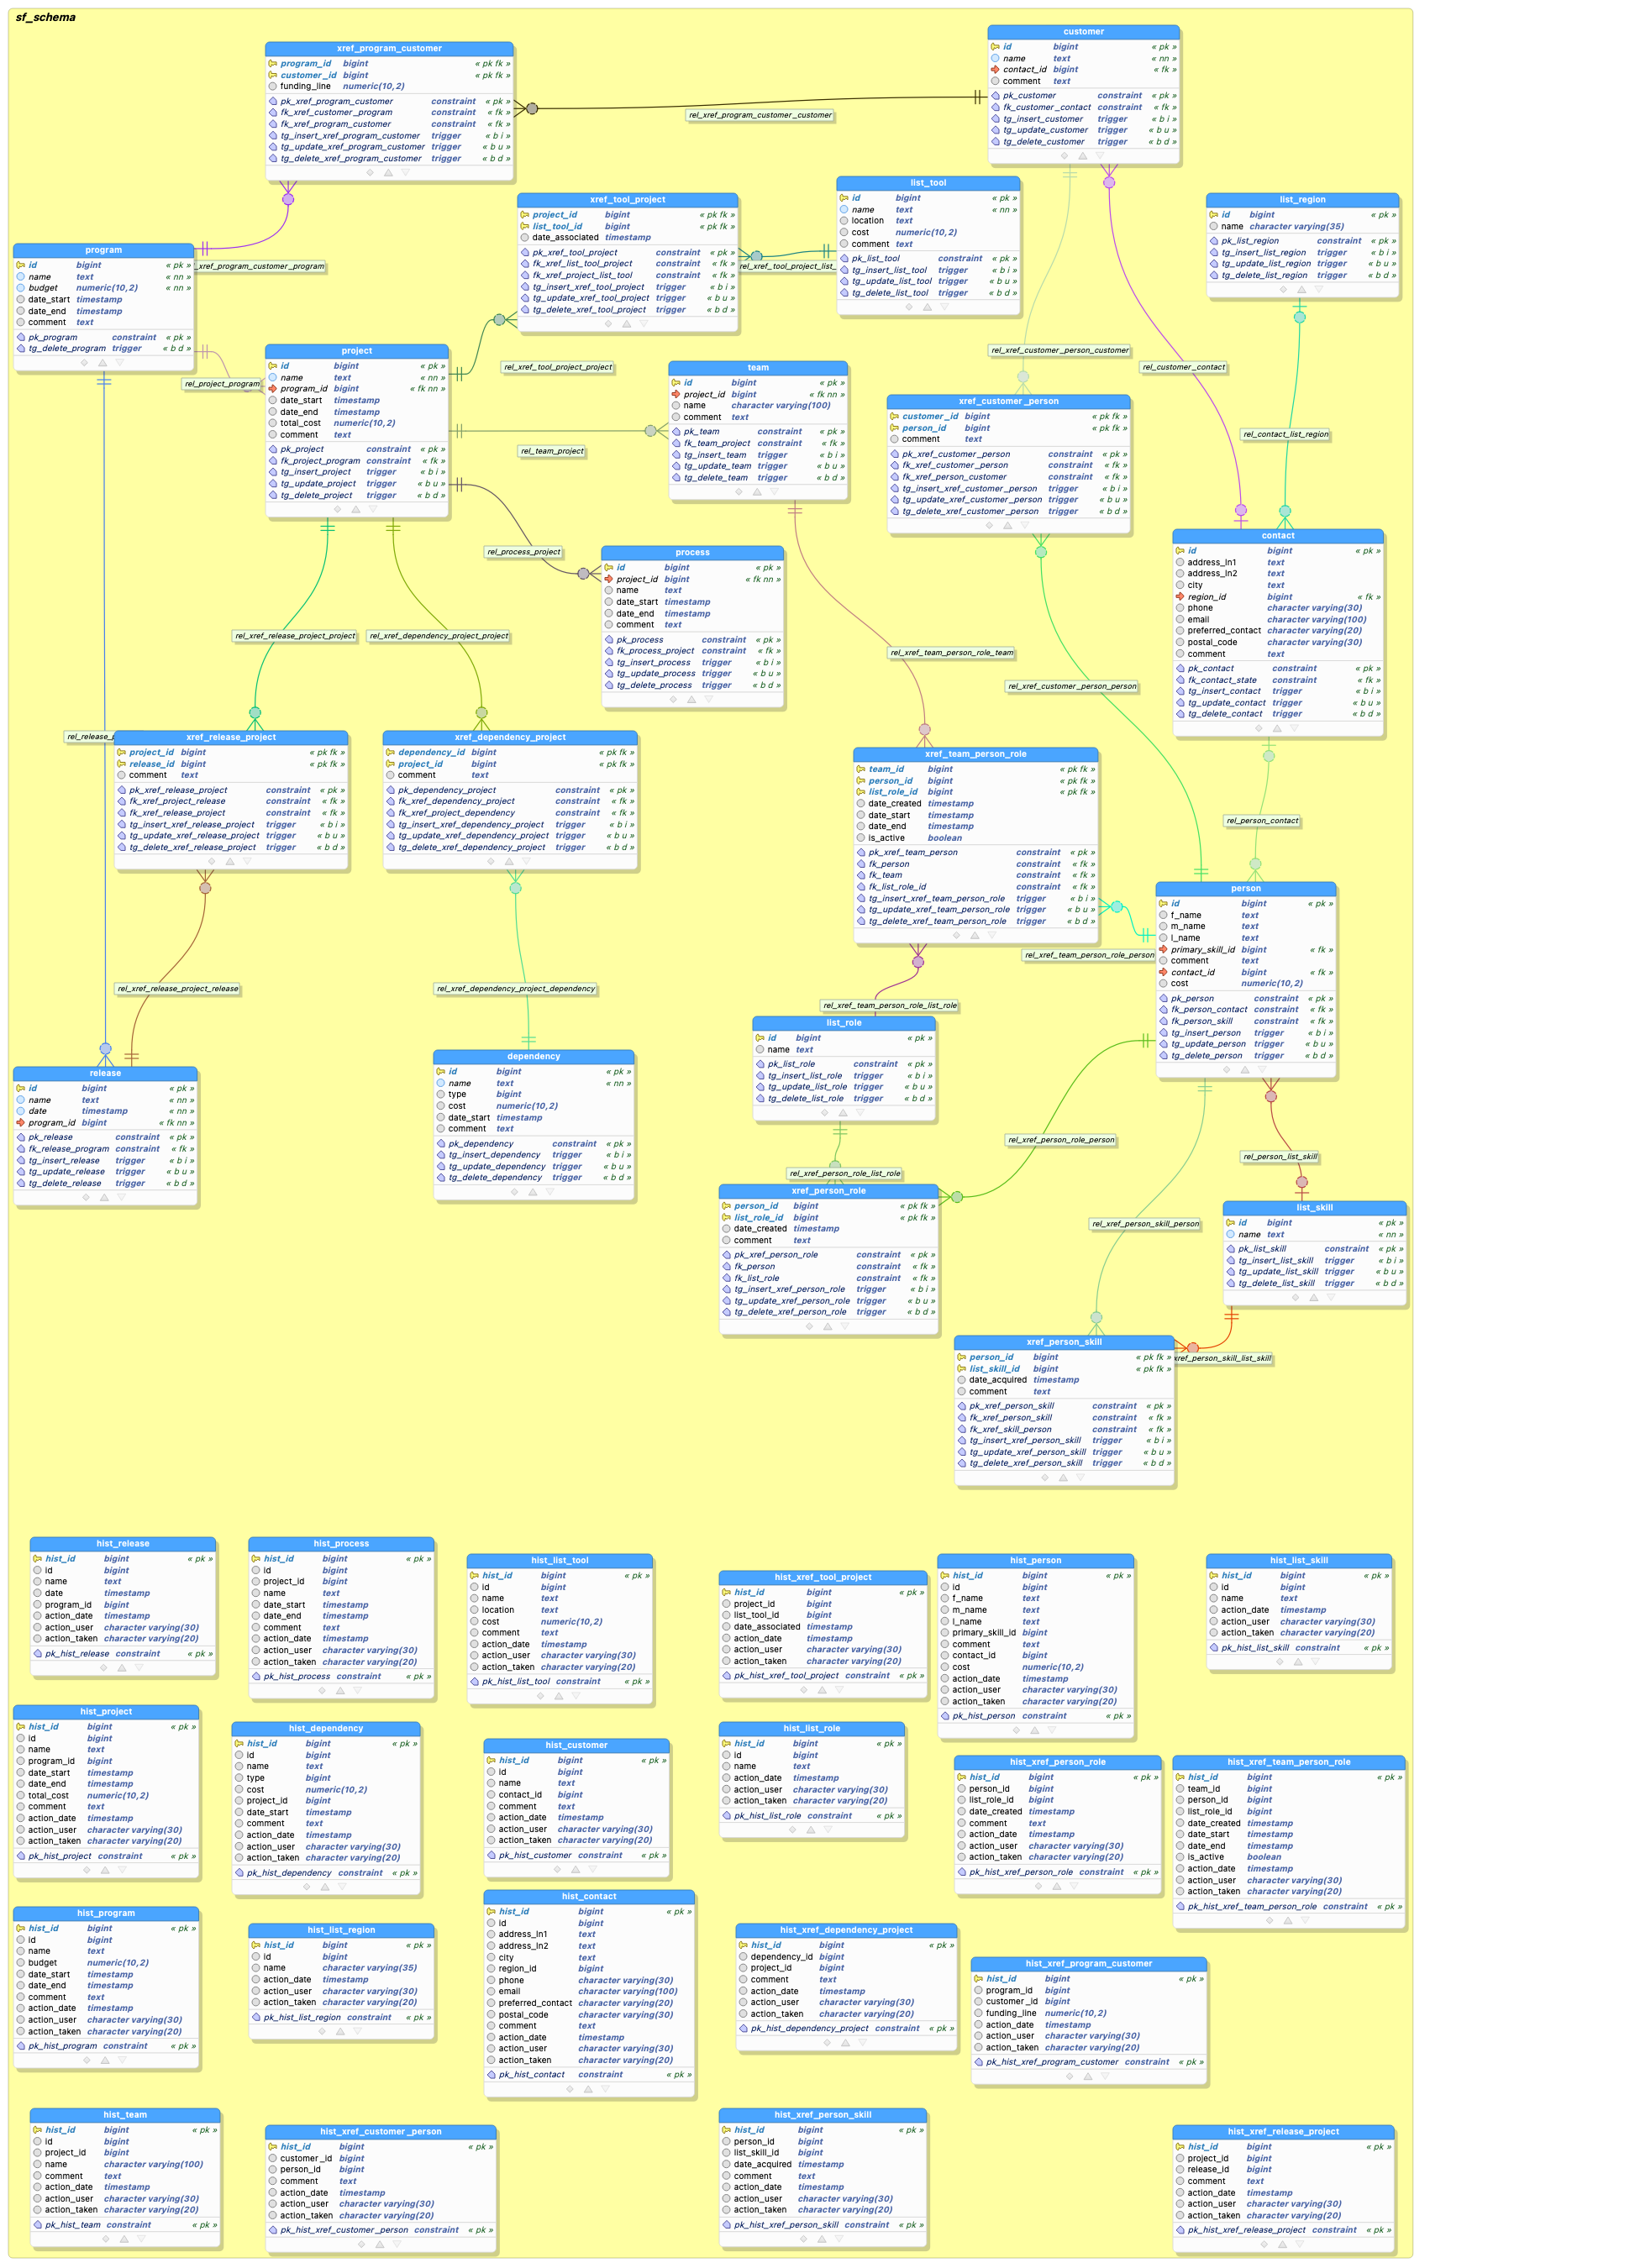 sf_schema
xref_program_customer
program_id bigint « pk fk »
customer_id bigint « pk fk »
funding_line numeric(10,2)
pk_xref_program_customer constraint « pk »
fk_xref_customer_program constraint « fk »
fk_xref_program_customer constraint « fk »
tg_insert_xref_program_customer trigger « b i »
tg_update_xref_program_customer trigger « b u »
tg_delete_xref_program_customer trigger « b d »
customer
id bigint « pk »
name text « nn »
contact_id bigint « fk »
comment text
pk_customer constraint « pk »
fk_customer_contact constraint « fk »
tg_insert_customer trigger « b i »
tg_update_customer trigger « b u »
tg_delete_customer trigger « b d »
rel_xref_program_customer_customer
xref_tool_project
project_id bigint « pk fk »
list_tool_id bigint « pk fk »
date_associated timestamp
pk_xref_tool_project constraint « pk »
fk_xref_list_tool_project constraint « fk »
fk_xref_project_list_tool constraint « fk »
tg_insert_xref_tool_project trigger « b i »
tg_update_xref_tool_project trigger « b u »
tg_delete_xref_tool_project trigger « b d »
list_tool
id bigint « pk »
name text « nn »
location text
cost numeric(10,2)
comment text
pk_list_tool constraint « pk »
tg_insert_list_tool trigger « b i »
tg_update_list_tool trigger « b u »
tg_delete_list_tool trigger « b d »
rel_xref_tool_project_list_
list_region
id bigint « pk »
name character varying(35)
pk_list_region constraint « pk »
tg_insert_list_region trigger « b i »
tg_update_list_region trigger « b u »
tg_delete_list_region trigger « b d »
program
id bigint « pk »
name text « nn »
budget numeric(10,2) « nn »
date_start timestamp
date_end timestamp
comment text
pk_program constraint « pk »
tg_delete_program trigger « b d »
_xref_program_customer_program
project
id bigint « pk »
name text « nn »
program_id bigint « fk nn »
date_start timestamp
date_end timestamp
total_cost numeric(10,2)
comment text
pk_project constraint « pk »
fk_project_program constraint « fk »
tg_insert_project trigger « b i »
tg_update_project trigger « b u »
tg_delete_project trigger « b d »
rel_project_program
rel_xref_tool_project_project
rel_team_project
team
id bigint « pk »
project_id bigint « fk nn »
name character varying(100)
comment text
pk_team constraint « pk »
fk_team_project constraint « fk »
tg_insert_team trigger « b i »
tg_update_team trigger « b u »
tg_delete_team trigger « b d »
rel_xref_customer_person_customer
rel_customer_contact
rel_contact_list_region
xref_customer_person
customer_id bigint « pk fk »
person_id bigint « pk fk »
comment text
pk_xref_customer_person constraint « pk »
fk_xref_customer_person constraint « fk »
fk_xref_person_customer constraint « fk »
tg_insert_xref_customer_person trigger « b i »
tg_update_xref_customer_person trigger « b u »
tg_delete_xref_customer_person trigger « b d »
rel_process_project
process
id bigint « pk »
project_id bigint « fk nn »
name text
date_start timestamp
date_end timestamp
comment text
pk_process constraint « pk »
fk_process_project constraint « fk »
tg_insert_process trigger « b i »
tg_update_process trigger « b u »
tg_delete_process trigger « b d »
contact
id bigint « pk »
address_ln1 text
address_ln2 text
city text
region_id bigint « fk »
phone character varying(30)
email character varying(100)
preferred_contact character varying(20)
postal_code character varying(30)
comment text
pk_contact constraint « pk »
fk_contact_state constraint « fk »
tg_insert_contact trigger « b i »
tg_update_contact trigger « b u »
tg_delete_contact trigger « b d »
rel_xref_release_project_project
rel_xref_dependency_project_project
rel_xref_team_person_role_team
rel_xref_customer_person_person
rel_release_p
xref_release_project
project_id bigint « pk fk »
release_id bigint « pk fk »
comment text
pk_xref_release_project constraint « pk »
fk_xref_project_release constraint « fk »
fk_xref_release_project constraint « fk »
tg_insert_xref_release_project trigger « b i »
tg_update_xref_release_project trigger « b u »
tg_delete_xref_release_project trigger « b d »
xref_dependency_project
dependency_id bigint « pk fk »
project_id bigint « pk fk »
comment text
pk_dependency_project constraint « pk »
fk_xref_dependency_project constraint « fk »
fk_xref_project_dependency constraint « fk »
tg_insert_xref_dependency_project trigger « b i »
tg_update_xref_dependency_project trigger « b u »
tg_delete_xref_dependency_project trigger « b d »
xref_team_person_role
team_id bigint « pk fk »
person_id bigint « pk fk »
list_role_id bigint « pk fk »
date_created timestamp
date_start timestamp
date_end timestamp
is_active boolean
pk_xref_team_person constraint « pk »
fk_person constraint « fk »
fk_team constraint « fk »
fk_list_role_id constraint « fk »
tg_insert_xref_team_person_role trigger « b i »
tg_update_xref_team_person_role trigger « b u »
tg_delete_xref_team_person_role trigger « b d »
rel_person_contact
person
id bigint « pk »
f_name text
m_name text
l_name text
primary_skill_id bigint « fk »
comment text
contact_id bigint « fk »
cost numeric(10,2)
pk_person constraint « pk »
fk_person_contact constraint « fk »
fk_person_skill constraint « fk »
tg_insert_person trigger « b i »
tg_update_person trigger « b u »
tg_delete_person trigger « b d »
rel_xref_team_person_role_person
rel_xref_release_project_release
rel_xref_dependency_project_dependency
rel_xref_team_person_role_list_role
list_role
id bigint « pk »
name text
pk_list_role constraint « pk »
tg_insert_list_role trigger « b i »
tg_update_list_role trigger « b u »
tg_delete_list_role trigger « b d »
release
id bigint « pk »
name text « nn »
date timestamp « nn »
program_id bigint « fk nn »
pk_release constraint « pk »
fk_release_program constraint « fk »
tg_insert_release trigger « b i »
tg_update_release trigger « b u »
tg_delete_release trigger « b d »
dependency
id bigint « pk »
name text « nn »
type bigint
cost numeric(10,2)
date_start timestamp
comment text
pk_dependency constraint « pk »
tg_insert_dependency trigger « b i »
tg_update_dependency trigger « b u »
tg_delete_dependency trigger « b d »
rel_xref_person_role_person
rel_person_list_skill
rel_xref_person_role_list_role
xref_person_role
person_id bigint « pk fk »
list_role_id bigint « pk fk »
date_created timestamp
comment text
pk_xref_person_role constraint « pk »
fk_person constraint « fk »
fk_list_role constraint « fk »
tg_insert_xref_person_role trigger « b i »
tg_update_xref_person_role trigger « b u »
tg_delete_xref_person_role trigger « b d »
rel_xref_person_skill_person
list_skill
id bigint « pk »
name text « nn »
pk_list_skill constraint « pk »
tg_insert_list_skill trigger « b i »
tg_update_list_skill trigger « b u »
tg_delete_list_skill trigger « b d »
xref_person_skill_list_skill
xref_person_skill
person_id bigint « pk fk »
list_skill_id bigint « pk fk »
date_acquired timestamp
comment text
pk_xref_person_skill constraint « pk »
fk_xref_person_skill constraint « fk »
fk_xref_skill_person constraint « fk »
tg_insert_xref_person_skill trigger « b i »
tg_update_xref_person_skill trigger « b u »
tg_delete_xref_person_skill trigger « b d »
hist_release
hist_id bigint « pk »
id bigint
name text
date timestamp
program_id bigint
action_date timestamp
action_user character varying(30)
action_taken character varying(20)
pk_hist_release constraint « pk »
hist_process
hist_id bigint « pk »
id bigint
project_id bigint
name text
date_start timestamp
date_end timestamp
comment text
action_date timestamp
action_user character varying(30)
action_taken character varying(20)
pk_hist_process constraint « pk »
hist_list_tool
hist_id bigint « pk »
id bigint
name text
location text
cost numeric(10,2)
comment text
action_date timestamp
action_user character varying(30)
action_taken character varying(20)
pk_hist_list_tool constraint « pk »
hist_xref_tool_project
hist_id bigint « pk »
project_id bigint
list_tool_id bigint
date_associated timestamp
action_date timestamp
action_user character varying(30)
action_taken character varying(20)
pk_hist_xref_tool_project constraint « pk »
hist_person
hist_id bigint « pk »
id bigint
f_name text
m_name text
l_name text
primary_skill_id bigint
comment text
contact_id bigint
cost numeric(10,2)
action_date timestamp
action_user character varying(30)
action_taken character varying(20)
pk_hist_person constraint « pk »
hist_list_skill
hist_id bigint « pk »
id bigint
name text
action_date timestamp
action_user character varying(30)
action_taken character varying(20)
pk_hist_list_skill constraint « pk »
hist_project
hist_id bigint « pk »
id bigint
name text
program_id bigint
date_start timestamp
date_end timestamp
total_cost numeric(10,2)
comment text
action_date timestamp
action_user character varying(30)
action_taken character varying(20)
pk_hist_project constraint « pk »
hist_dependency
hist_id bigint « pk »
id bigint
name text
type bigint
cost numeric(10,2)
project_id bigint
date_start timestamp
comment text
action_date timestamp
action_user character varying(30)
action_taken character varying(20)
pk_hist_dependency constraint « pk »
hist_customer
hist_id bigint « pk »
id bigint
name text
contact_id bigint
comment text
action_date timestamp
action_user character varying(30)
action_taken character varying(20)
pk_hist_customer constraint « pk »
hist_list_role
hist_id bigint « pk »
id bigint
name text
action_date timestamp
action_user character varying(30)
action_taken character varying(20)
pk_hist_list_role constraint « pk »
hist_xref_person_role
hist_id bigint « pk »
person_id bigint
list_role_id bigint
date_created timestamp
comment text
action_date timestamp
action_user character varying(30)
action_taken character varying(20)
pk_hist_xref_person_role constraint « pk »
hist_xref_team_person_role
hist_id bigint « pk »
team_id bigint
person_id bigint
list_role_id bigint
date_created timestamp
date_start timestamp
date_end timestamp
is_active boolean
action_date timestamp
action_user character varying(30)
action_taken character varying(20)
pk_hist_xref_team_person_role constraint « pk »
hist_program
hist_id bigint « pk »
id bigint
name text
budget numeric(10,2)
date_start timestamp
date_end timestamp
comment text
action_date timestamp
action_user character varying(30)
action_taken character varying(20)
pk_hist_program constraint « pk »
hist_list_region
hist_id bigint « pk »
id bigint
name character varying(35)
action_date timestamp
action_user character varying(30)
action_taken character varying(20)
pk_hist_list_region constraint « pk »
hist_contact
hist_id bigint « pk »
id bigint
address_ln1 text
address_ln2 text
city text
region_id bigint
phone character varying(30)
email character varying(100)
preferred_contact character varying(20)
postal_code character varying(30)
comment text
action_date timestamp
action_user character varying(30)
action_taken character varying(20)
pk_hist_contact constraint « pk »
hist_xref_dependency_project
hist_id bigint « pk »
dependency_id bigint
project_id bigint
comment text
action_date timestamp
action_user character varying(30)
action_taken character varying(20)
pk_hist_dependency_project constraint « pk »
hist_xref_program_customer
hist_id bigint « pk »
program_id bigint
customer_id bigint
funding_line numeric(10,2)
action_date timestamp
action_user character varying(30)
action_taken character varying(20)
pk_hist_xref_program_customer constraint « pk »
hist_team
hist_id bigint « pk »
id bigint
project_id bigint
name character varying(100)
comment text
action_date timestamp
action_user character varying(30)
action_taken character varying(20)
pk_hist_team constraint « pk »
hist_xref_customer_person
hist_id bigint « pk »
customer_id bigint
person_id bigint
comment text
action_date timestamp
action_user character varying(30)
action_taken character varying(20)
pk_hist_xref_customer_person constraint « pk »
hist_xref_person_skill
hist_id bigint « pk »
person_id bigint
list_skill_id bigint
date_acquired timestamp
comment text
action_date timestamp
action_user character varying(30)
action_taken character varying(20)
pk_hist_xref_person_skill constraint « pk »
hist_xref_release_project
hist_id bigint « pk »
project_id bigint
release_id bigint
comment text
action_date timestamp
action_user character varying(30)
action_taken character varying(20)
pk_hist_xref_release_project constraint « pk »